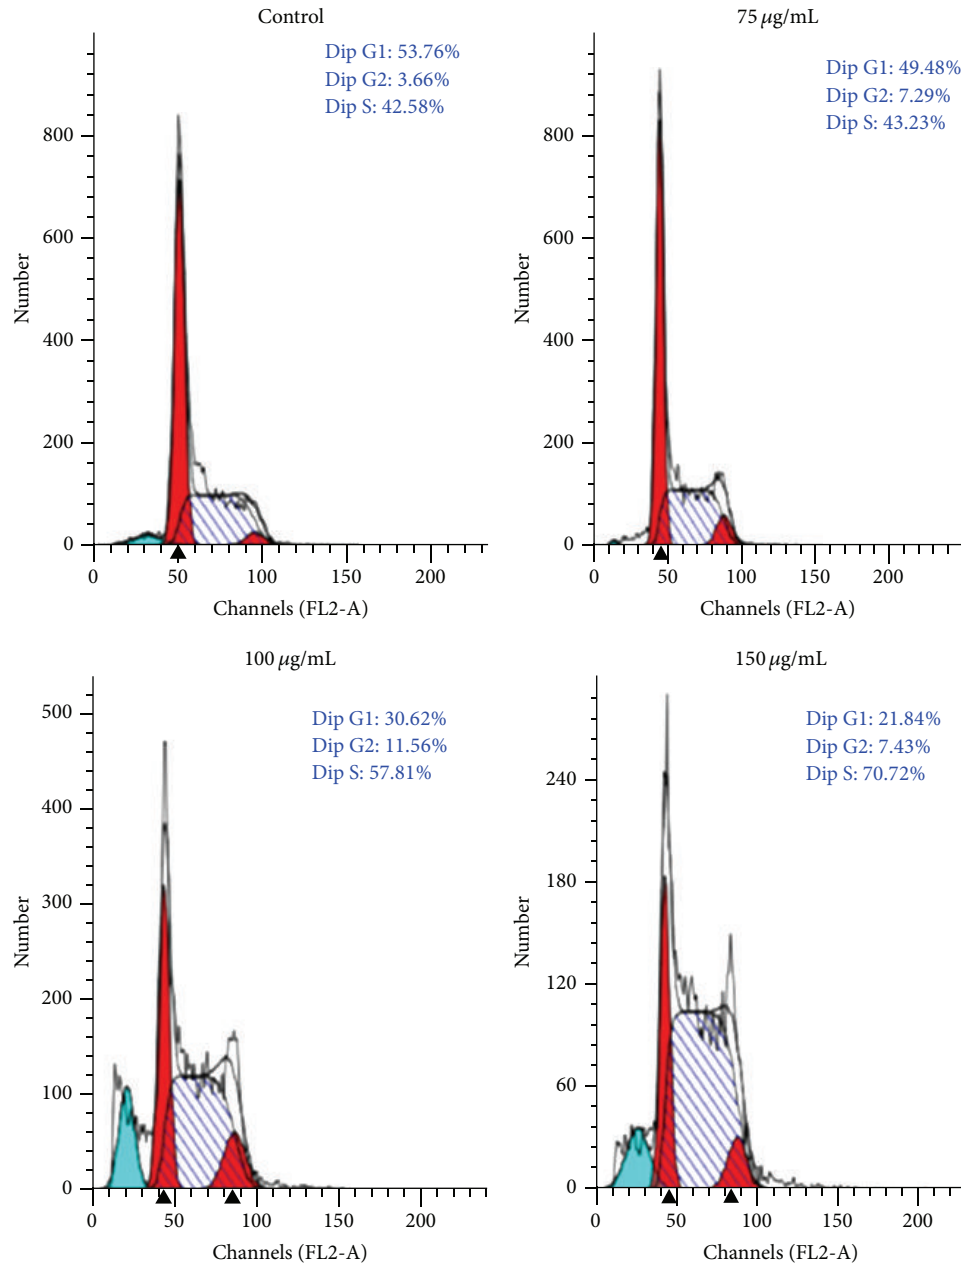 Control
Dip G1: 53.76%
Dip G2: 3.66%
Dip S: 42.58%
800
600
400
200
0
Number
0 50 100 150 200
Channels (FL2-A)
75 μg/mL
Dip G1: 49.48%
Dip G2: 7.29%
Dip S: 43.23%
800
600
400
200
0
Number
0 50 100 150 200
Channels (FL2-A)
100 μg/mL
Dip G1: 30.62%
Dip G2: 11.56%
Dip S: 57.81%
500
400
300
200
100
0
Number
0 50 100 150 200
Channels (FL2-A)
150 μg/mL
Dip G1: 21.84%
Dip G2: 7.43%
Dip S: 70.72%
240
180
120
60
0
Number
0 50 100 150 200
Channels (FL2-A)